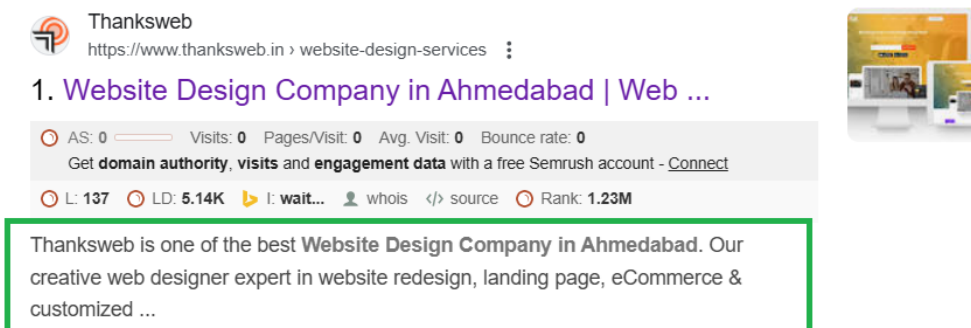 Thanksweb
https://www.thanksweb.in › website-design-services
1. Website Design Company in Ahmedabad | Web ...
AS: 0 Visits: 0 Pages/Visit: 0 Avg. Visit: 0 Bounce rate: 0
Get domain authority, visits and engagement data with a free Semrush account - Connect
L: 137 LD: 5.14K I: wait... whois </> source Rank: 1.23M
Thanksweb is one of the best Website Design Company in Ahmedabad. Our
creative web designer expert in website redesign, landing page, eCommerce &
customized ...